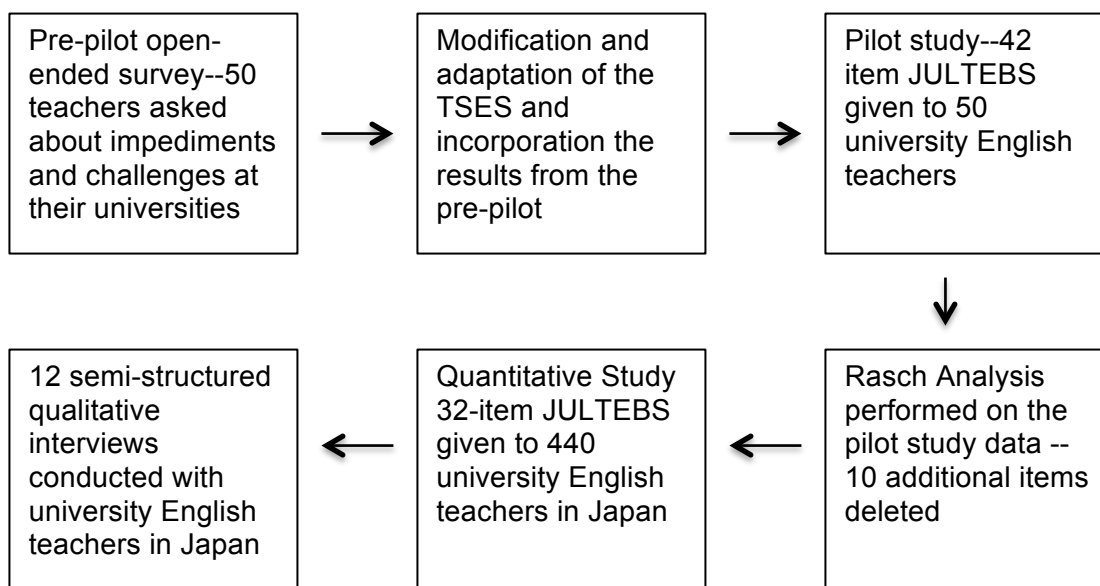 Pre-pilot open-
ended survey--50
teachers asked
about impediments
and challenges at
their universities
Modification and
adaptation of the
TSES and
incorporation the
results from the
pre-pilot
Pilot study--42
item JULTEBS
given to 50
university English
teachers
Rasch Analysis
performed on the
pilot study data --
10 additional items
deleted
Quantitative Study
32-item JULTEBS
given to 440
university English
teachers in Japan
12 semi-structured
qualitative
interviews
conducted with
university English
teachers in Japan